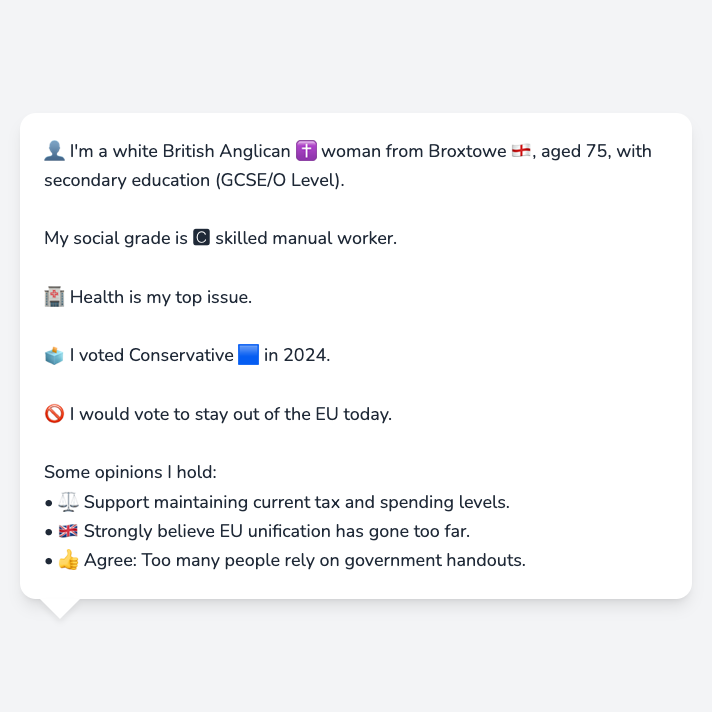 👤 I'm a white British Anglican ✝️ woman from Broxtowe 🏴󠁧󠁢󠁥󠁮󠁧󠁿, aged 75, with
secondary education (GCSE/O Level).
My social grade is 🅲 skilled manual worker.
🏥 Health is my top issue.
🗳️ I voted Conservative 🟦 in 2024.
🚫 I would vote to stay out of the EU today.
Some opinions I hold:
• ⚖️ Support maintaining current tax and spending levels.
• 🇬🇧 Strongly believe EU unification has gone too far.
• 👍 Agree: Too many people rely on government handouts.